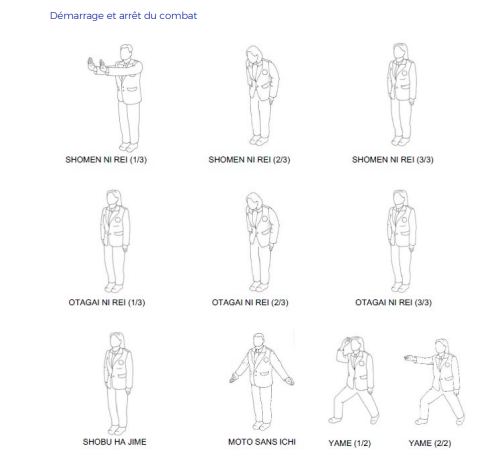 Démarrage et arrêt du combat
SHOMEN NI REI (1/3)
SHOMEN NI REI (2/3)
SHOMEN NI REI (3/3)
OTAGAI NI REI (1/3)
OTAGAI NI REI (2/3)
OTAGAI NI REI (3/3)
SHOBU HA JIME
MOTO SANS ICHI
YAME (1/2)
YAME (2/2)